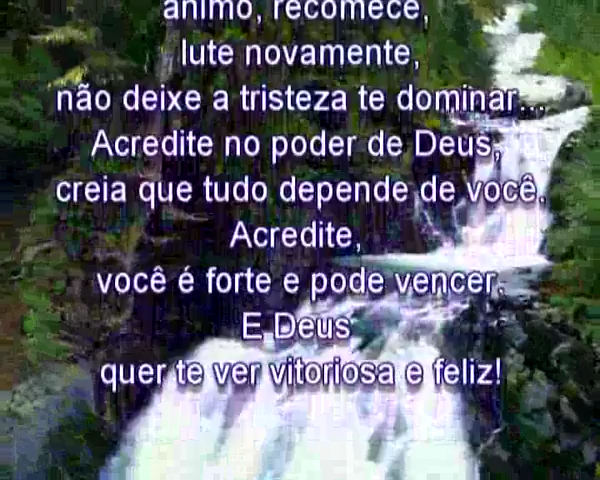 ânimo, recomece,
lute novamente,
não deixe a tristeza te dominar...
Acredite no poder de Deus,
creia que tudo depende de você.
Acredite,
você é forte e pode vencer.
E Deus
quer te ver vitoriosa e feliz!